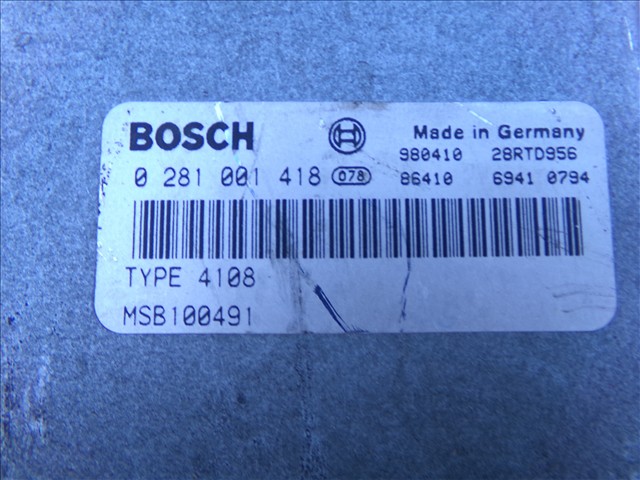 BOSCH Made in Germany
980410 28RTD956
0 281 001 418 078 86410 6941 0794
TYPE 4108
MSB100491